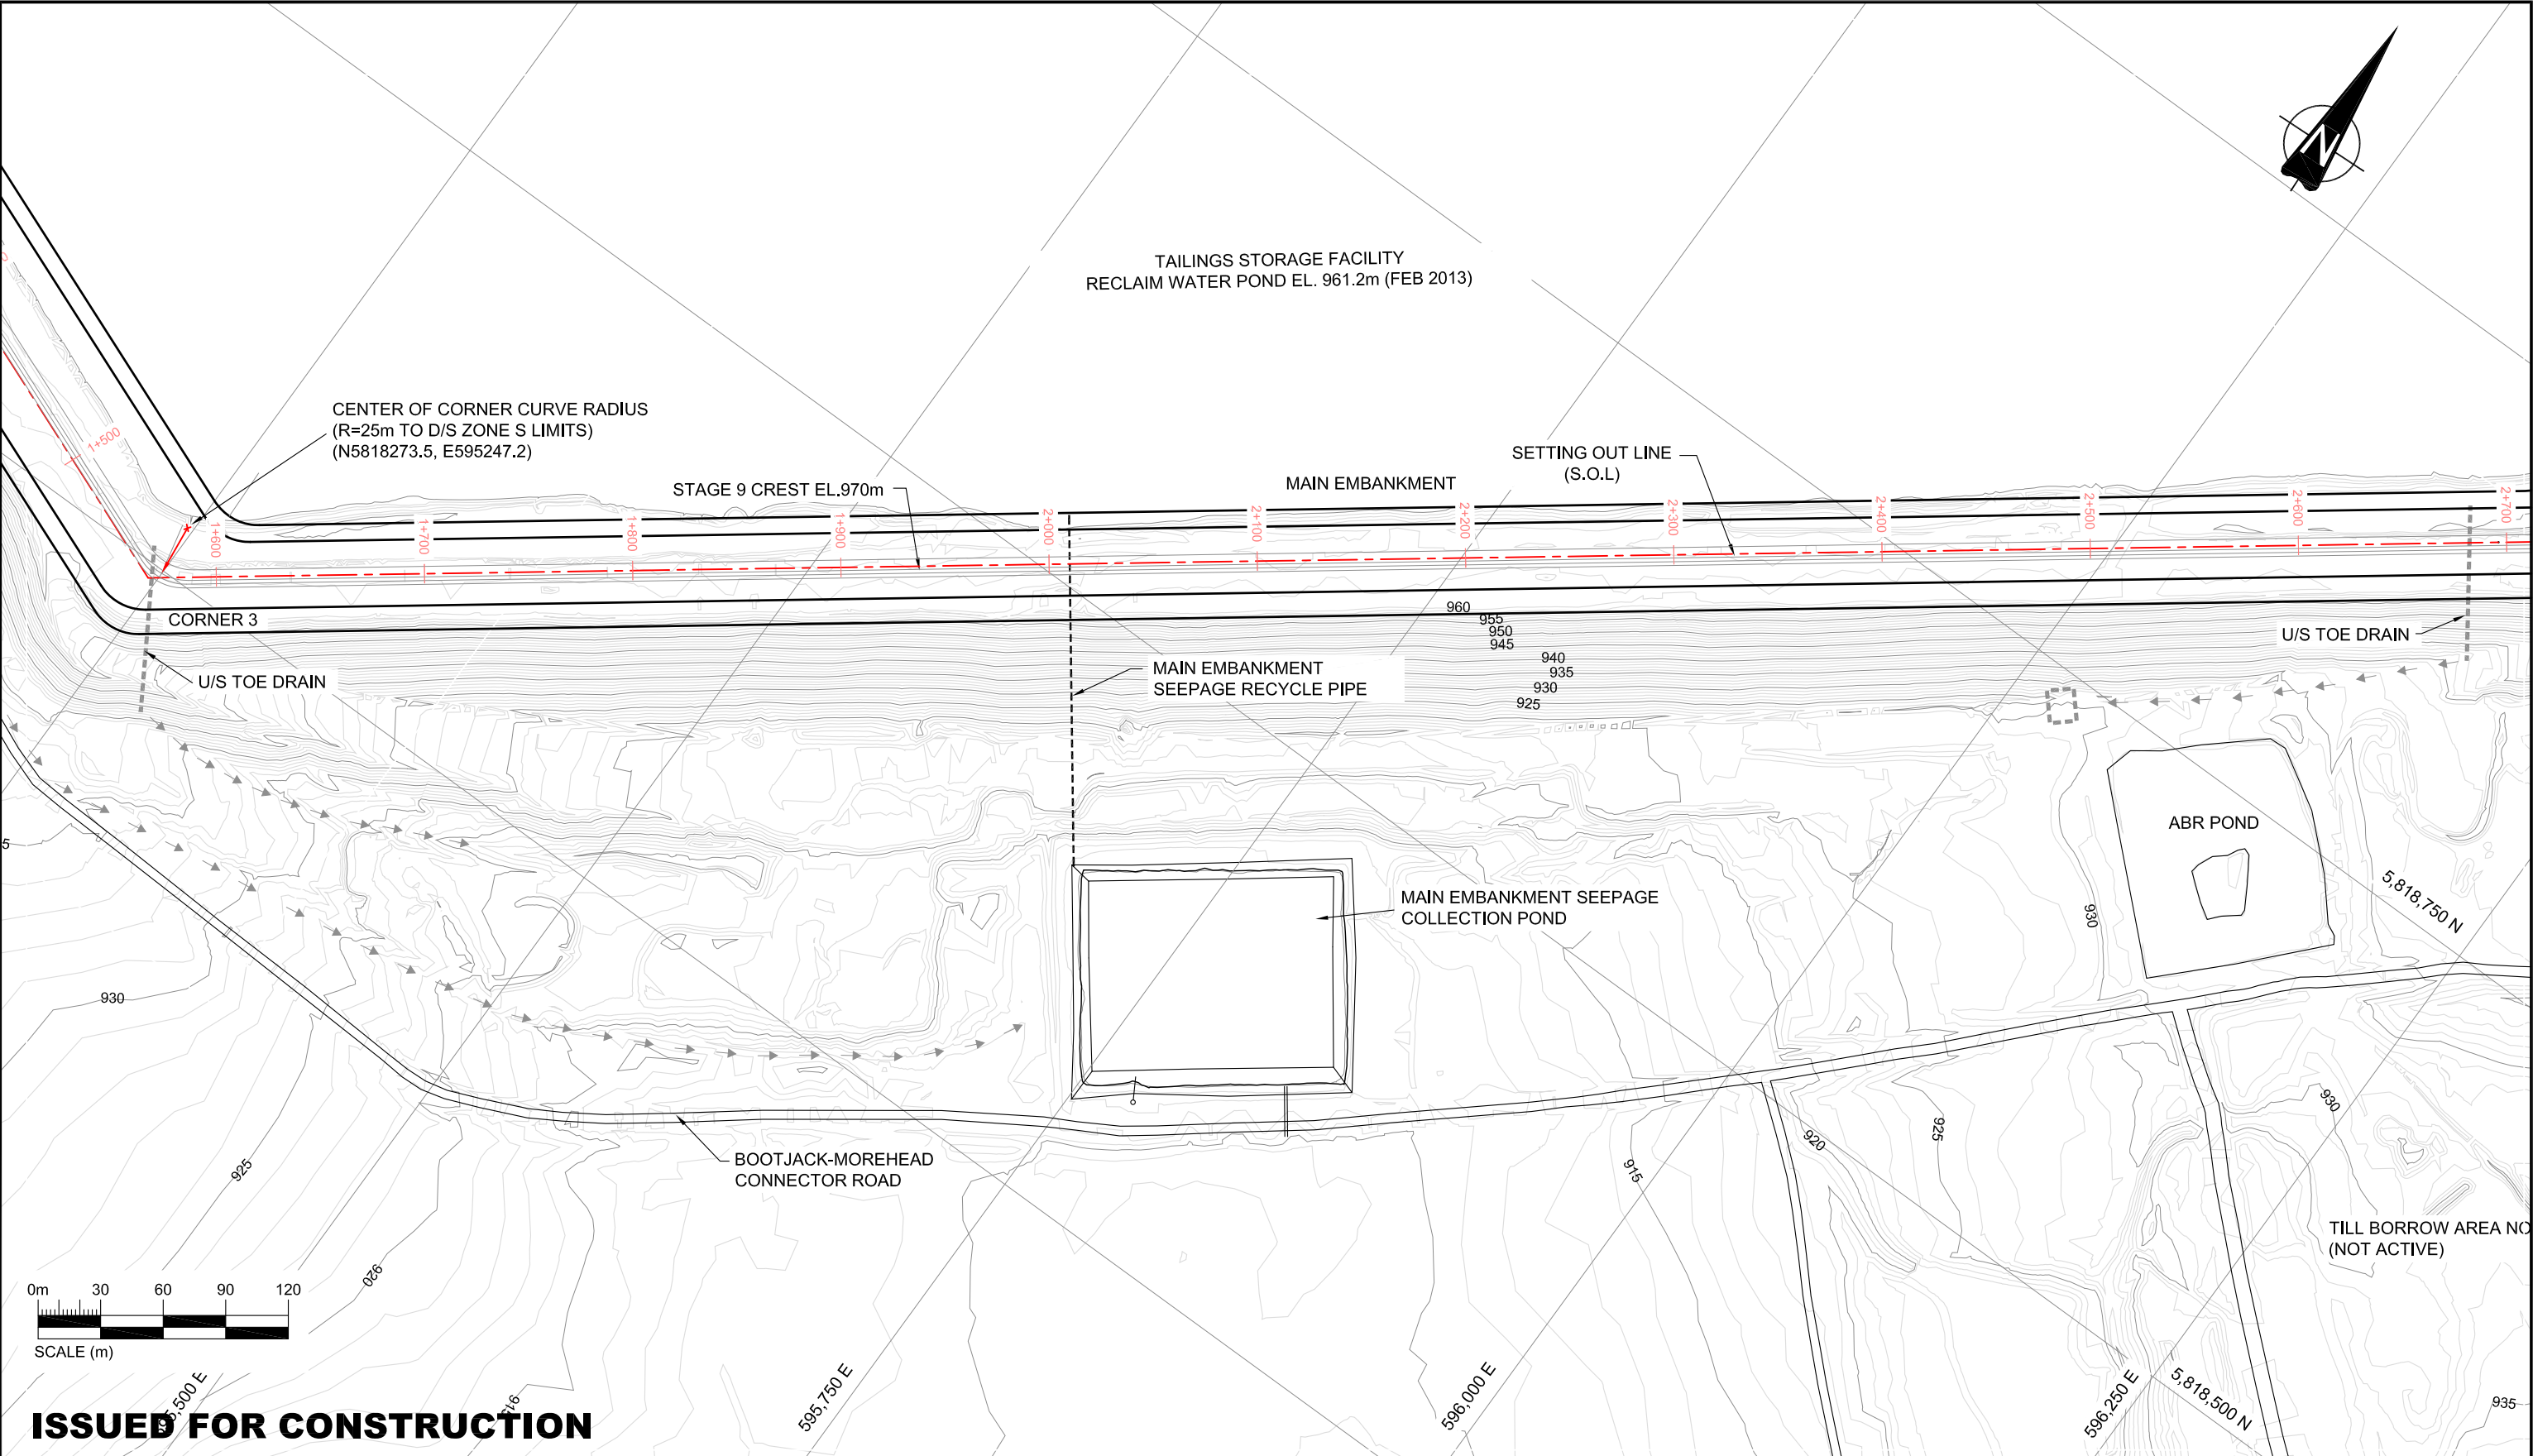 N
TAILINGS STORAGE FACILITY
RECLAIM WATER POND EL. 961.2m (FEB 2013)
CENTER OF CORNER CURVE RADIUS
(R=25m TO D/S ZONE S LIMITS)
(N5818273.5, E595247.2)
1+500
STAGE 9 CREST EL.970m
MAIN EMBANKMENT
SETTING OUT LINE
(S.O.L)
1+600
1+700
1+800
1+900
2+000
2+100
2+200
2+300
2+400
2+500
2+600
2+700
CORNER 3
U/S TOE DRAIN
960
955
950
945
940
935
930
925
MAIN EMBANKMENT
SEEPAGE RECYCLE PIPE
U/S TOE DRAIN
ABR POND
5,818,750 N
MAIN EMBANKMENT SEEPAGE
COLLECTION POND
930
930
925
920
BOOTJACK-MOREHEAD
CONNECTOR ROAD
915
920
925
930
TILL BORROW AREA NO
(NOT ACTIVE)
0m 30 60 90 120
SCALE (m)
595,750 E
596,000 E
596,250 E
5,818,500 N
935
ISSUED FOR CONSTRUCTION